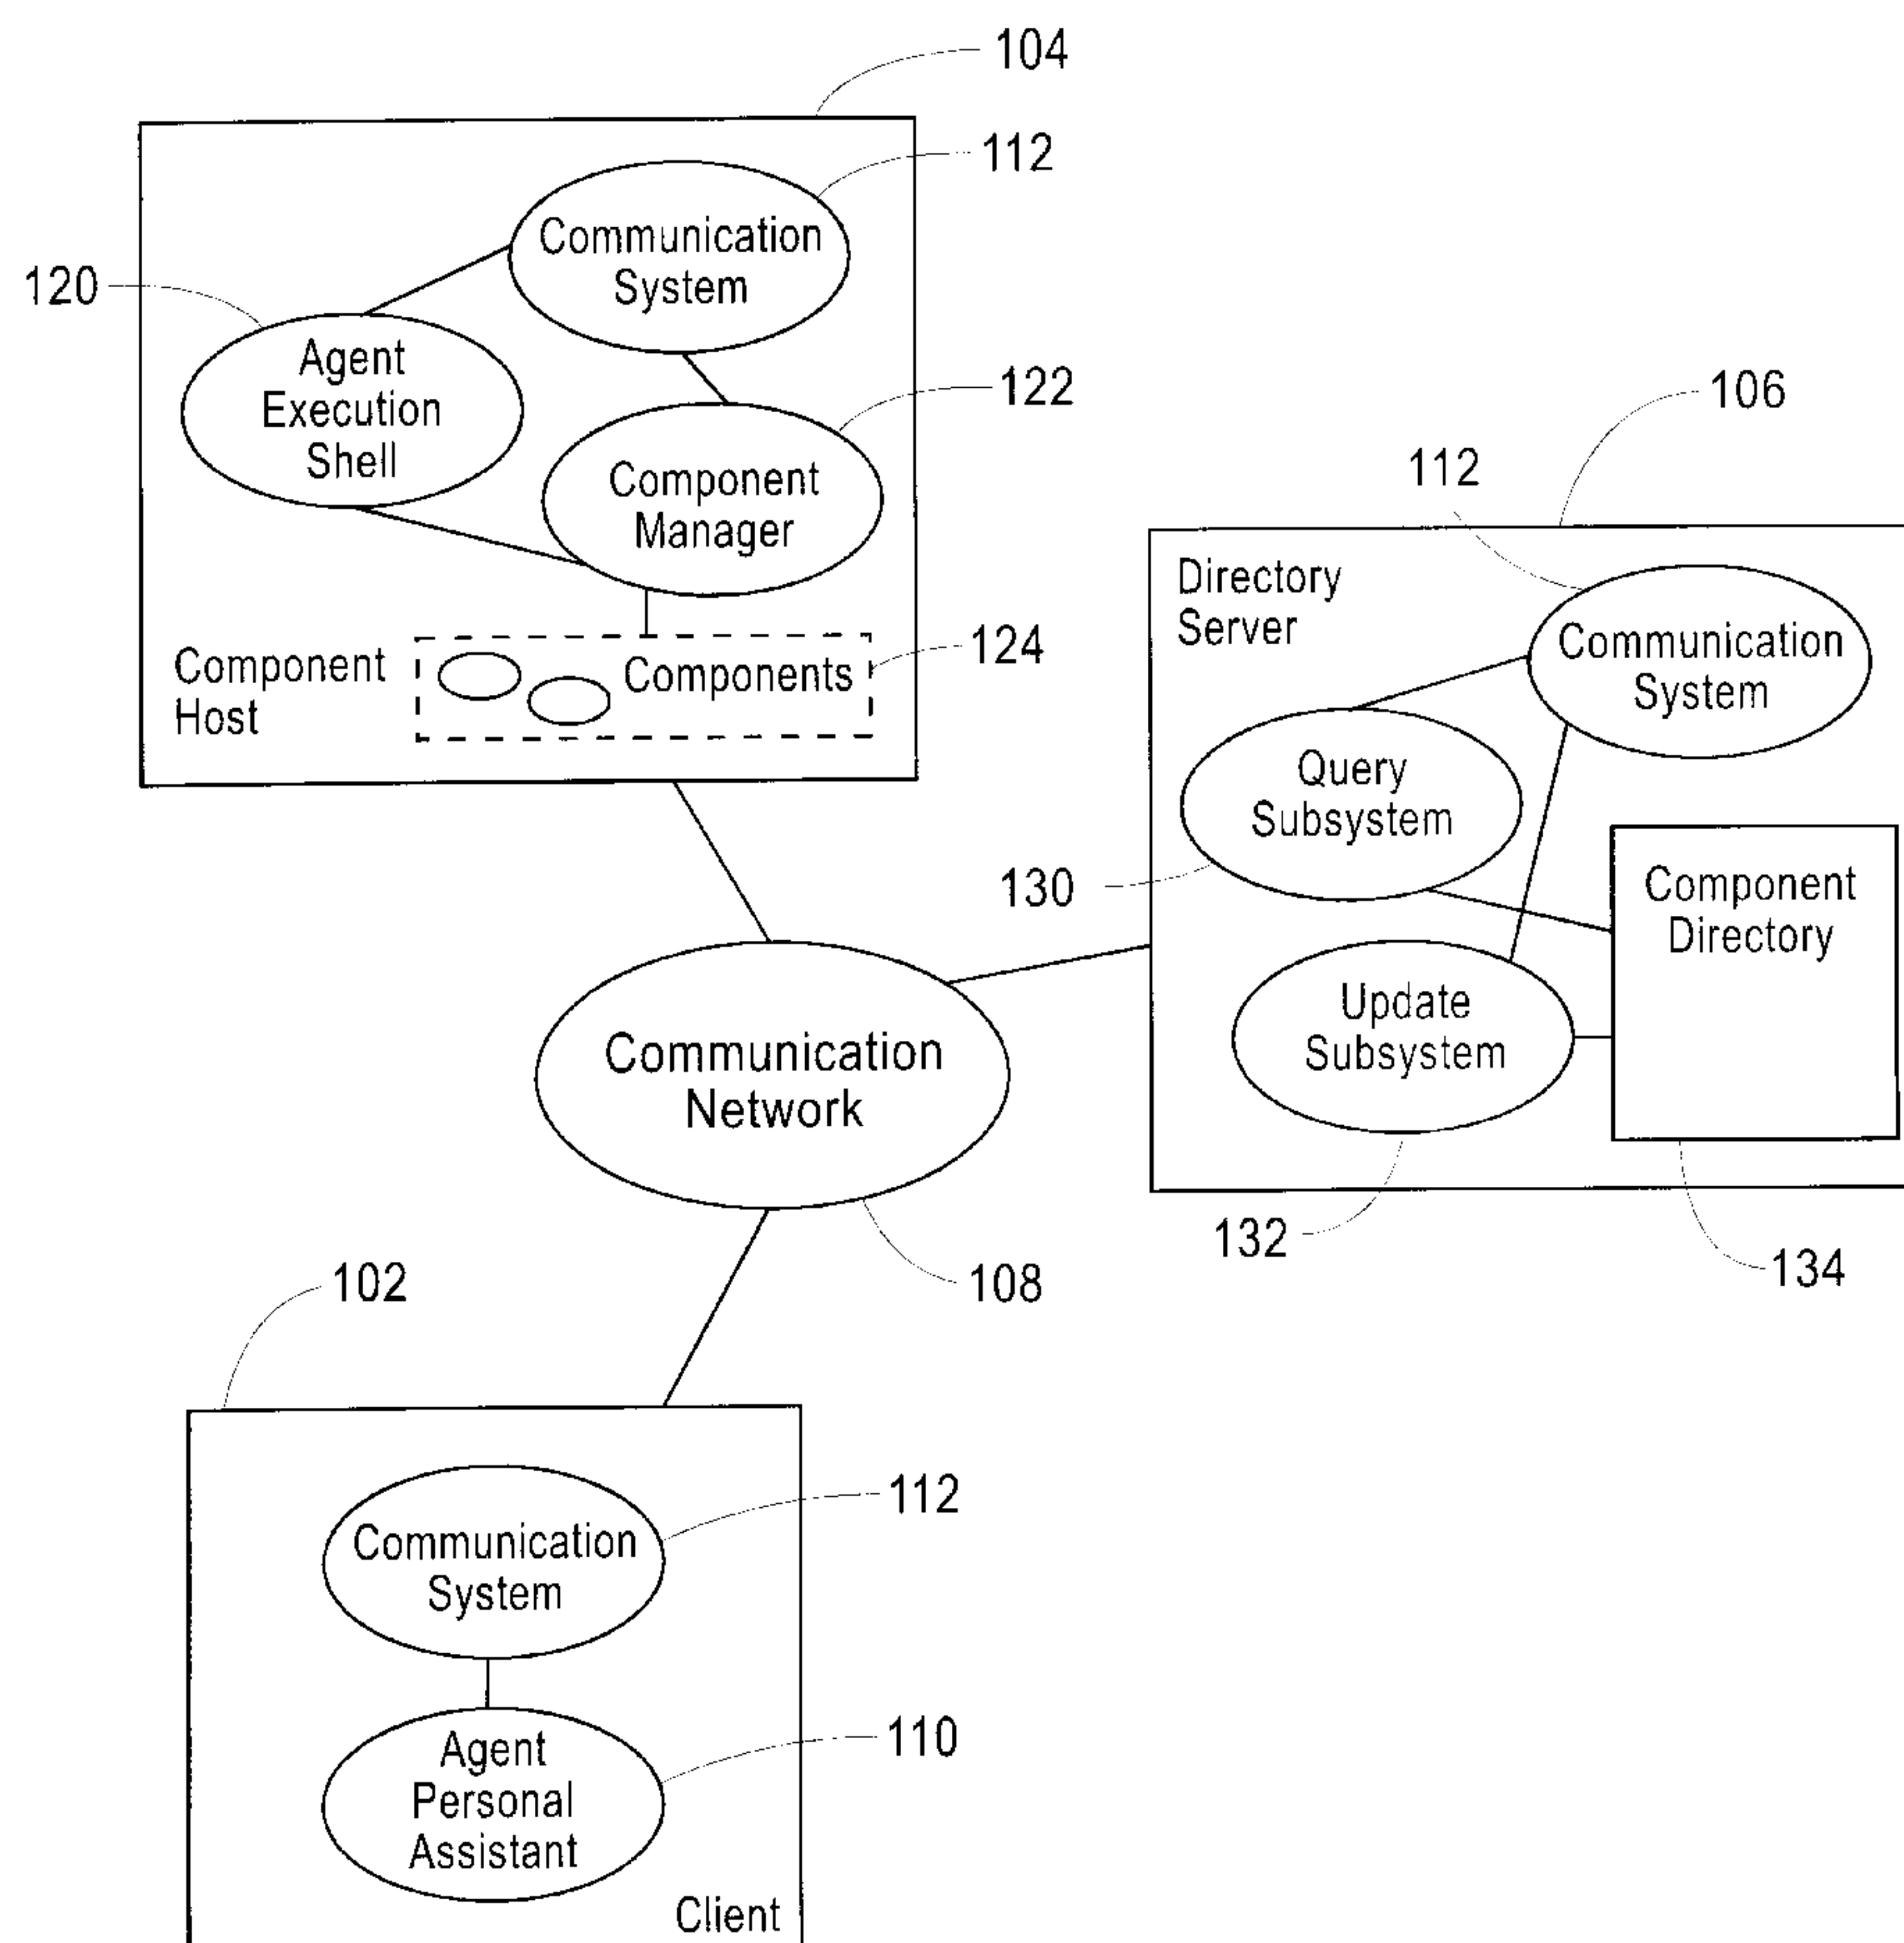 104
112
Communication
System
120
Agent
Execution
Shell
122
Component
Manager
Component
Host
Components
124
106
112
Directory
Server
Communication
System
Query
Subsystem
130
Component
Directory
Update
Subsystem
132
134
Communication
Network
108
102
112
Communication
System
110
Agent
Personal
Assistant
Client